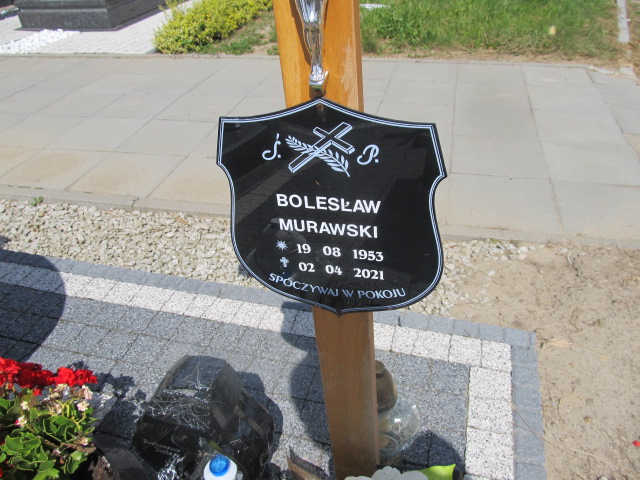 Ś. P.
BOLESŁAW
MURAWSKI
19 08 1953
02 04 2021
SPOCZYWAJ W POKOJU